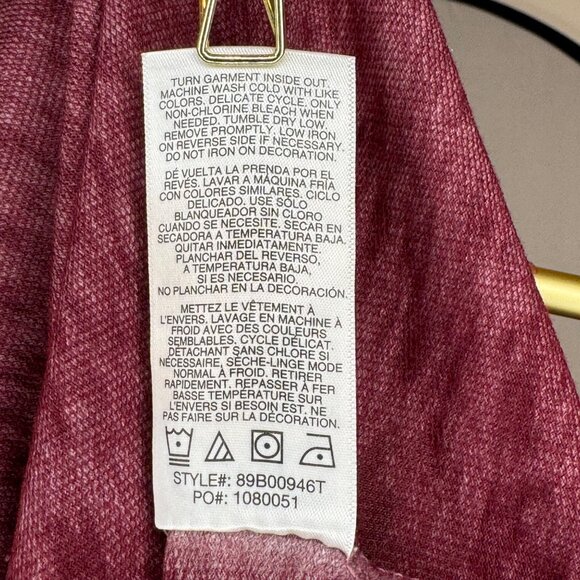 TURN GARMENT INSIDE OUT.
MACHINE WASH COLD WITH LIKE
COLORS. DELICATE CYCLE. ONLY
NON-CHLORINE BLEACH WHEN
NEEDED. TUMBLE DRY LOW.
REMOVE PROMPTLY. LOW IRON
ON REVERSE SIDE IF NECESSARY.
DO NOT IRON ON DECORATION.
DÉ VUELTA LA PRENDA POR EL
REVÉS. LAVAR A MÁQUINA FRÍA
CON COLORES SIMILARES. CICLO
DELICADO. USE SÓLO
BLANQUEADOR SIN CLORO
CUANDO SE NECESITE. SECAR EN
SECADORA A TEMPERATURA BAJA.
QUITAR INMEDIATAMENTE.
PLANCHAR DEL REVERSO,
A TEMPERATURA BAJA,
SI ES NECESARIO.
NO PLANCHAR EN LA DECORACIÓN.
METTEZ LE VÊTEMENT À
L'ENVERS. LAVAGE EN MACHINE À
FROID AVEC DES COULEURS
SEMBLABLES. CYCLE DÉLICAT.
DÉTACHANT SANS CHLORE SI
NÉCESSAIRE, SÈCHE-LINGE MODE
NORMAL À FROID. RETIRER
RAPIDEMENT. REPASSER À FER
BASSE TEMPÉRATURE SUR
L'ENVERS SI BESOIN EST. NE
PAS FAIRE SUR LA DÉCORATION.
STYLE#: 89B00946T
PO#: 1080051